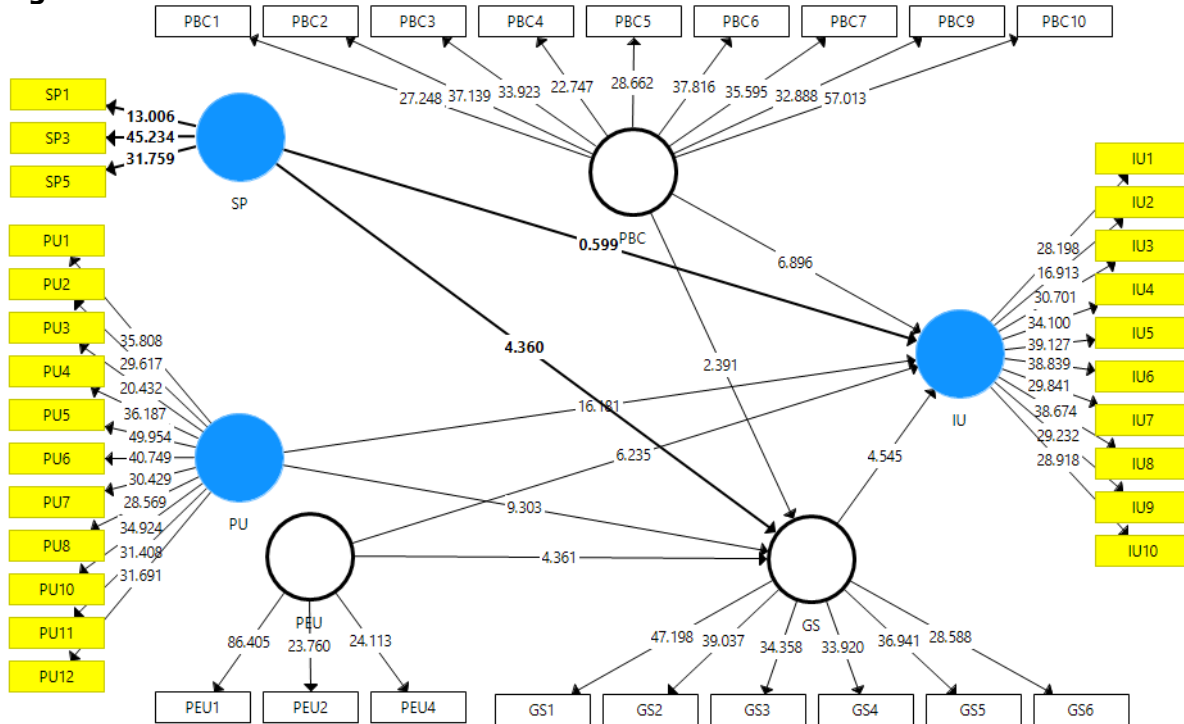 PBC1 PBC2 PBC3 PBC4 PBC5 PBC6 PBC7 PBC9 PBC10
27.248 37.139 33.923 22.747 28.662 37.816 35.595 32.888 57.013
SP1
SP3
SP5
13.006
45.234
31.759
SP
PBC
0.599
6.896
4.360
2.391
PU1
PU2
PU3
PU4
PU5
PU6
PU7
PU8
PU10
PU11
PU12
35.808
29.617
20.432
36.187
49.954
40.749
30.429
28.569
34.924
31.408
31.691
PU
16.181
6.235
9.303
4.361
4.545
IU
28.198
16.913
30.701
34.100
39.127
38.839
29.841
38.674
29.232
28.918
IU1
IU2
IU3
IU4
IU5
IU6
IU7
IU8
IU9
IU10
PEU
86.405 23.760 24.113
PEU1 PEU2 PEU4
GS
47.198 39.037 34.358 33.920 36.941 28.588
GS1 GS2 GS3 GS4 GS5 GS6